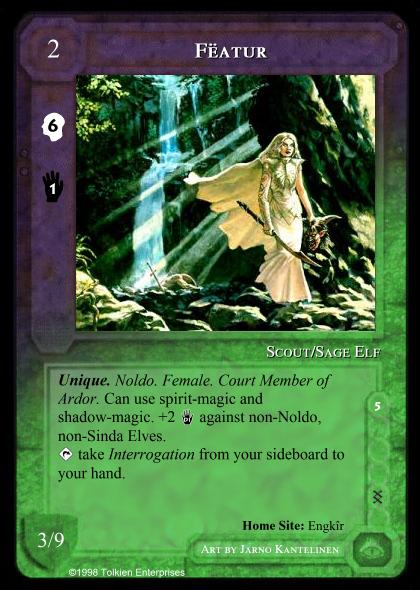 2
FËATUR
6
1
SCOUT/SAGE ELF
Unique. Noldo. Female. Court Member of
Ardor. Can use spirit-magic and
shadow-magic. +2 against non-Noldo,
non-Sinda Elves.
take Interrogation from your sideboard to
your hand.
5
Home Site: Engkîr
3/9
ART BY JARNO KANTELINEN
©1998 Tolkien Enterprises